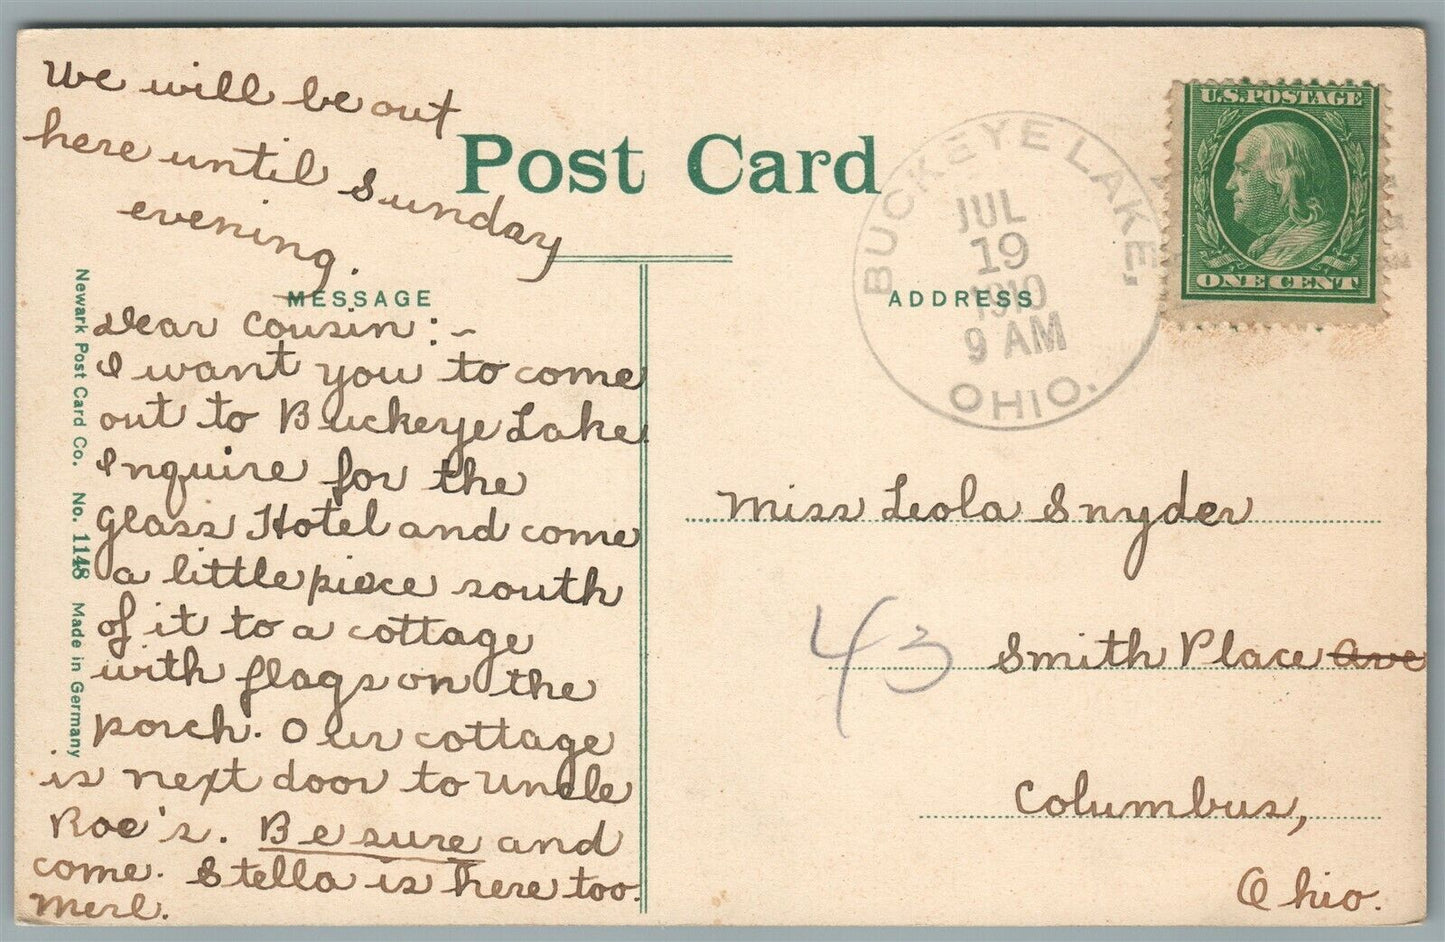 We will be out
here until Sunday
evening.
Post Card
MESSAGE
Dear Cousin:-
I want you to come
out to Buckeye Lake
Inquire for the
Glass Hotel and come
a little piece south
of it to a cottage
with flags on the
porch. Our cottage
is next door to Uncle
Roe's. Be sure and
come. Stella is here too.
Merl.
Newark Post Card Co. No. 1148 Made in Germany
BUCKEYE LAKE,
JUL
19
1910
9 AM
OHIO.
U.S. POSTAGE
ONE CENT
ADDRESS
Miss Leola Snyder
43 Smith Place Ave
Columbus,
Ohio.